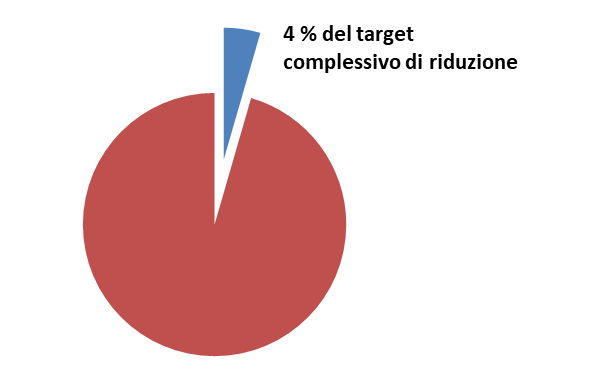 4 % del target
complessivo di riduzione